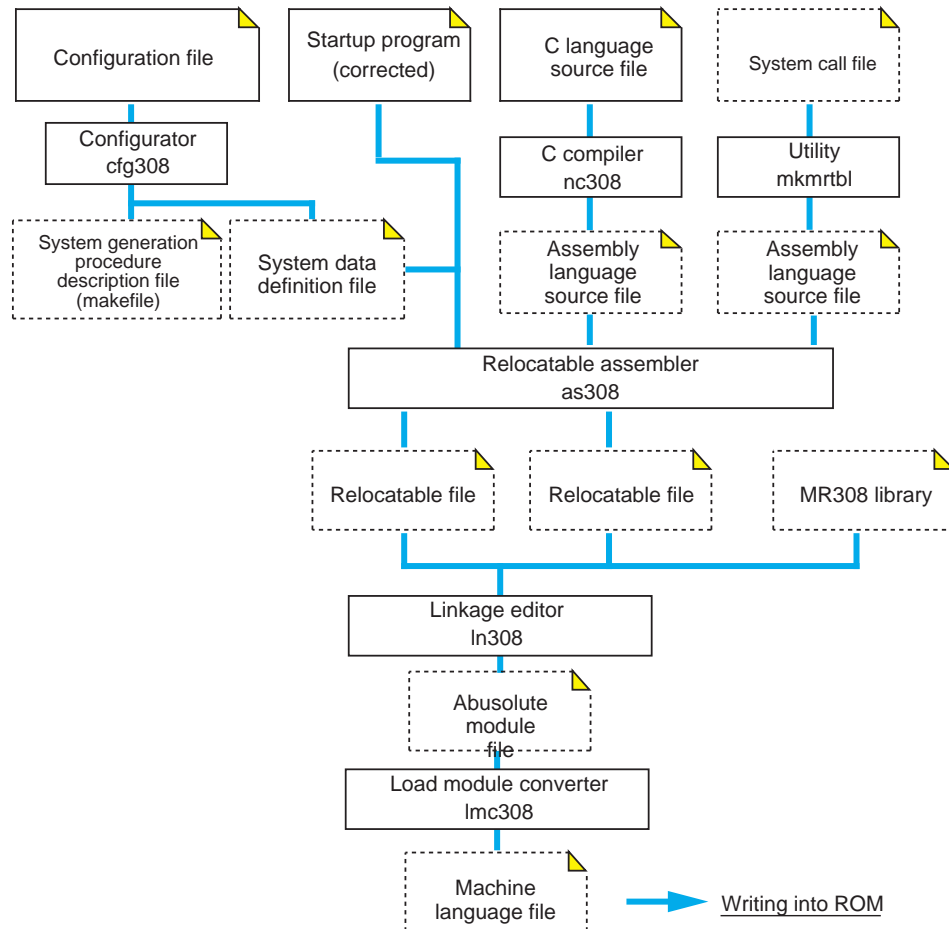 Configuration file
Startup program
(corrected)
C language
source file
System call file
Configurator
cfg308
C compiler
nc308
Utility
mkmrtbl
System generation
procedure
description file
(makefile)
System data
definition file
Assembly
language
source file
Assembly
language
source file
Relocatable assembler
as308
Relocatable file
Relocatable file
MR308 library
Linkage editor
ln308
Abusolute
module
file
Load module converter
lmc308
Machine
language file
Writing into ROM